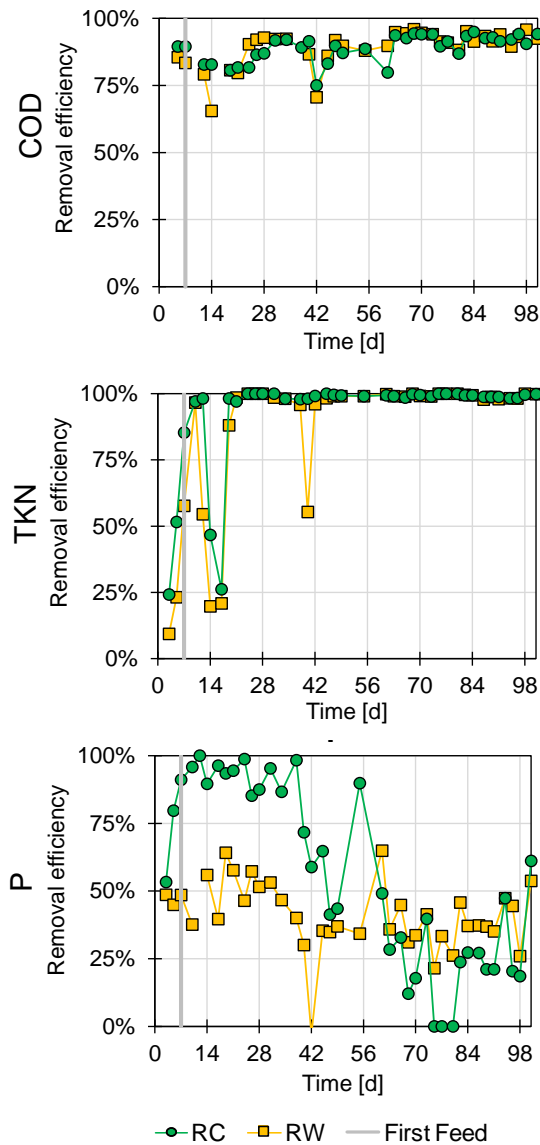 COD
Removal efficiency
100%
75%
50%
25%
0%
0 14 28 42 56 70 84 98
Time [d]
TKN
Removal efficiency
100%
75%
50%
25%
0%
0 14 28 42 56 70 84 98
Time [d]
P
Removal efficiency
100%
75%
50%
25%
0%
0 14 28 42 56 70 84 98
Time [d]
RC RW First Feed